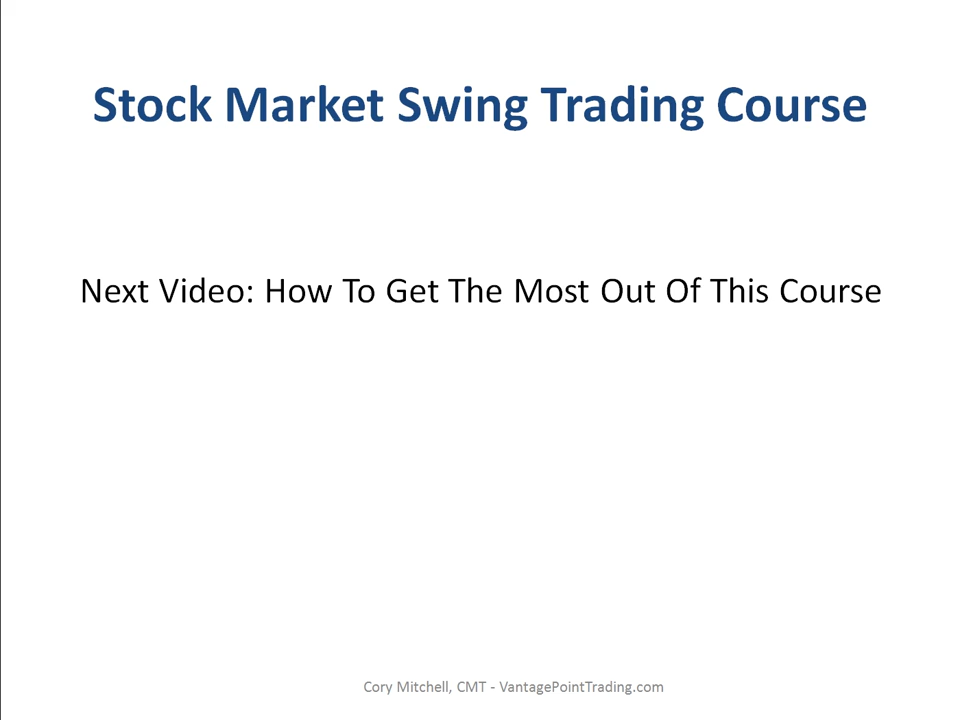 Stock Market Swing Trading Course
Next Video: How To Get The Most Out Of This Course
Cory Mitchell, CMT - VantagePointTrading.com